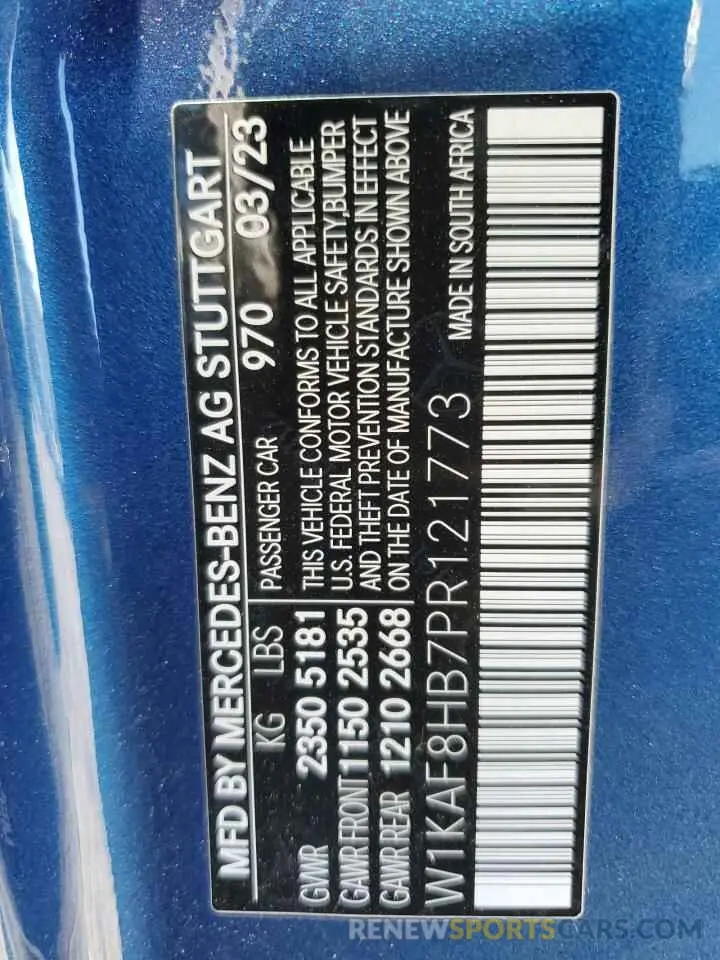 MFD BY MERCEDES-BENZ AG STUTTGART
KG LBS PASSENGER CAR 970 03/23
GVWR 2350 5181 THIS VEHICLE CONFORMS TO ALL APPLICABLE
GAWR FRONT 1150 2535 U.S. FEDERAL MOTOR VEHICLE SAFETY, BUMPER
AND THEFT PREVENTION STANDARDS IN EFFECT
GAWR REAR 1210 2668 ON THE DATE OF MANUFACTURE SHOWN ABOVE
W1KAF8HB7PR121773 MADE IN SOUTH AFRICA
RENEWSPORTSCARS.COM